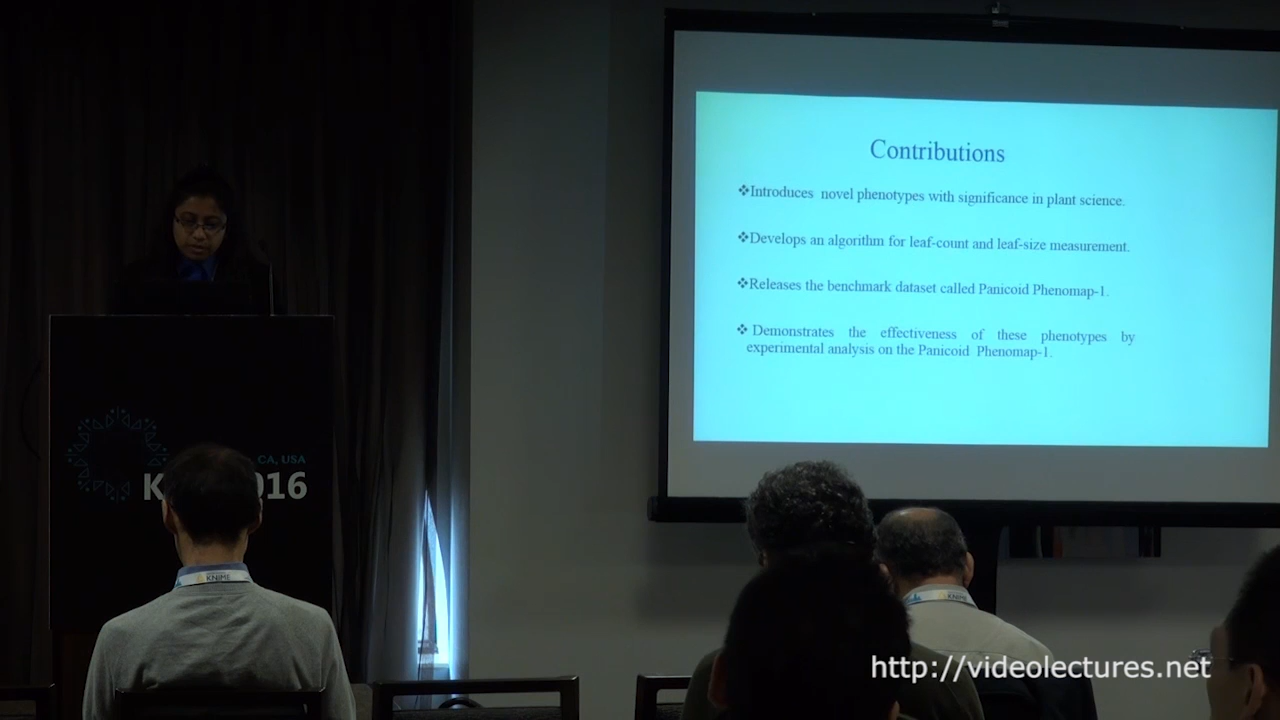 Contributions
❖Introduces novel phenotypes with significance in plant science.
❖Develops an algorithm for leaf-count and leaf-size measurement.
❖Releases the benchmark dataset called Panicoid Phenomap-1.
❖ Demonstrates the effectiveness of these phenotypes by
experimental analysis on the Panicoid Phenomap-1.
, CA, USA
K
016
KNIME
KNIME
http://videolectures.net